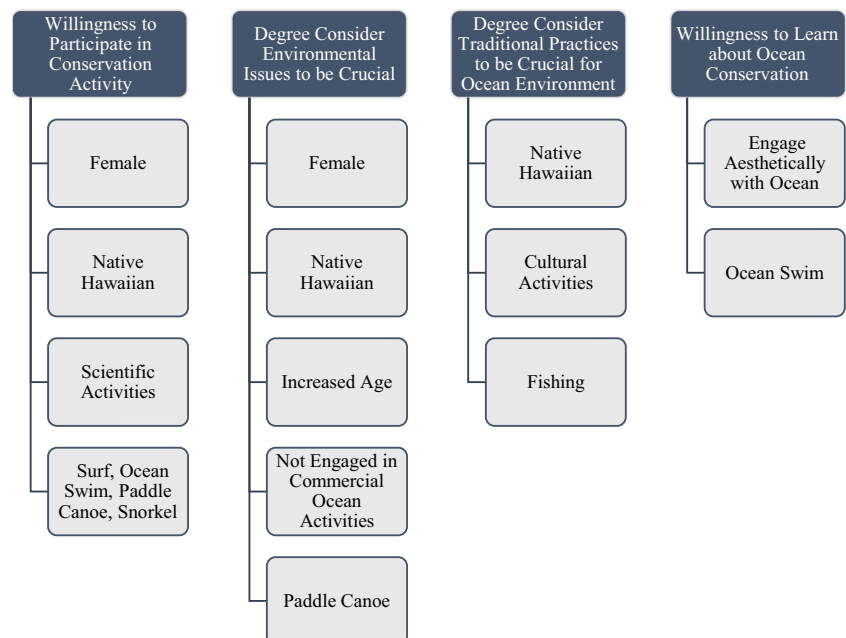 Willingness to
Participate in
Conservation
Activity
Female
Native
Hawaiian
Scientific
Activities
Surf, Ocean
Swim, Paddle
Canoe, Snorkel
Degree Consider
Environmental
Issues to be Crucial
Female
Native
Hawaiian
Increased Age
Not Engaged in
Commercial
Ocean
Activities
Paddle Canoe
Degree Consider
Traditional Practices
to be Crucial for
Ocean Environment
Native
Hawaiian
Cultural
Activities
Fishing
Willingness to Learn
about Ocean
Conservation
Engage
Aesthetically
with Ocean
Ocean Swim